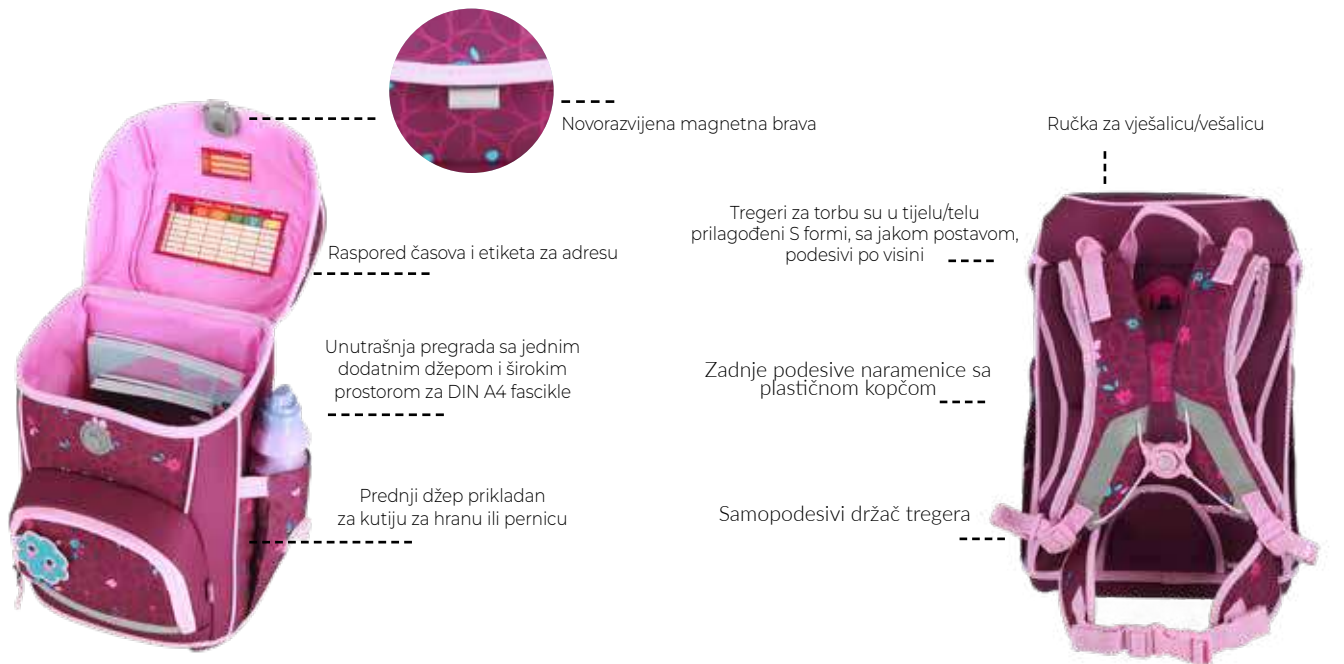 Novorazvijena magnetna brava
Raspored časova i etiketa za adresu
Unutrašnja pregrada sa jednim
dodatnim džepom i širokim
prostorom za DIN A4 fascikle
Prednji džep prikladan
za kutiju za hranu ili pernicu
Ručka za vješalicu/vešalicu
Tregeri za torbu su u tijelu/telu
prilagođeni S formi, sa jakom postavom,
podesivi po visini
Zadnje podesive naramenice sa
plastičnom kopčom
Samopodesivi držač tregera